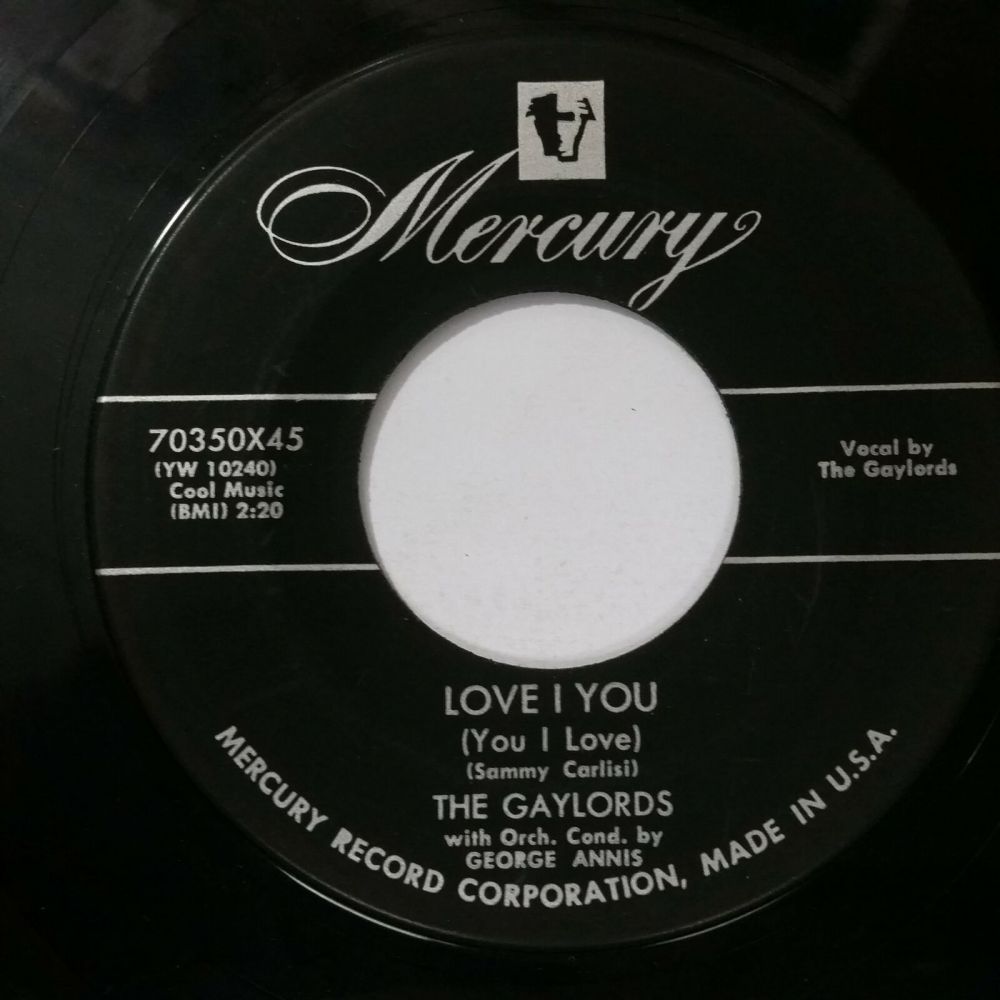 Mercury
70350X45
(YW 10240)
Cool Music
(BMI) 2:20
Vocal by
The Gaylords
LOVE I YOU
(You I Love)
(Sammy Carlisi)
THE GAYLORDS
with Orch. Cond. by
GEORGE ANNIS
MERCURY RECORD CORPORATION, MADE IN U.S.A.